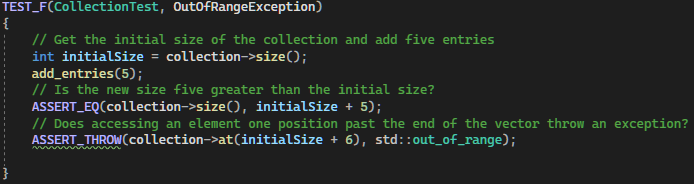 TEST_F(CollectionTest, OutOfRangeException)
{
    // Get the initial size of the collection and add five entries
    int initialSize = collection->size();
    add_entries(5);
    // Is the new size five greater than the initial size?
    ASSERT_EQ(collection->size(), initialSize + 5);
    // Does accessing an element one position past the end of the vector throw an exception?
    ASSERT_THROW(collection->at(initialSize + 6), std::out_of_range);
}